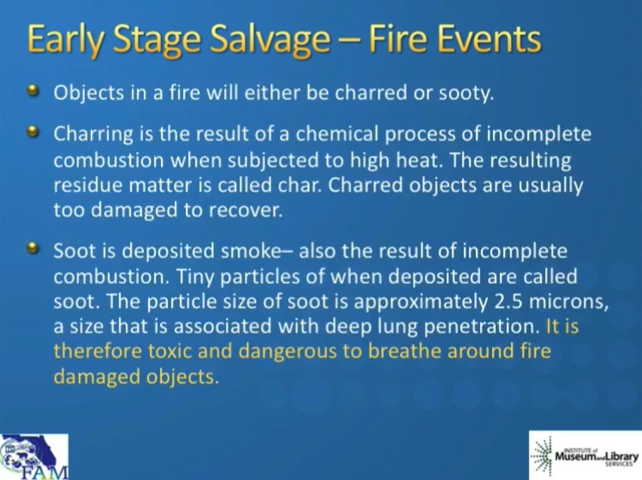 Early Stage Salvage – Fire Events
Objects in a fire will either be charred or sooty.
Charring is the result of a chemical process of incomplete
combustion when subjected to high heat. The resulting
residue matter is called char. Charred objects are usually
too damaged to recover.
Soot is deposited smoke– also the result of incomplete
combustion. Tiny particles of when deposited are called
soot. The particle size of soot is approximately 2.5 microns,
a size that is associated with deep lung penetration. It is
therefore toxic and dangerous to breathe around fire
damaged objects.
FAM
INSTITUTE of
Museum and Library
SERVICES